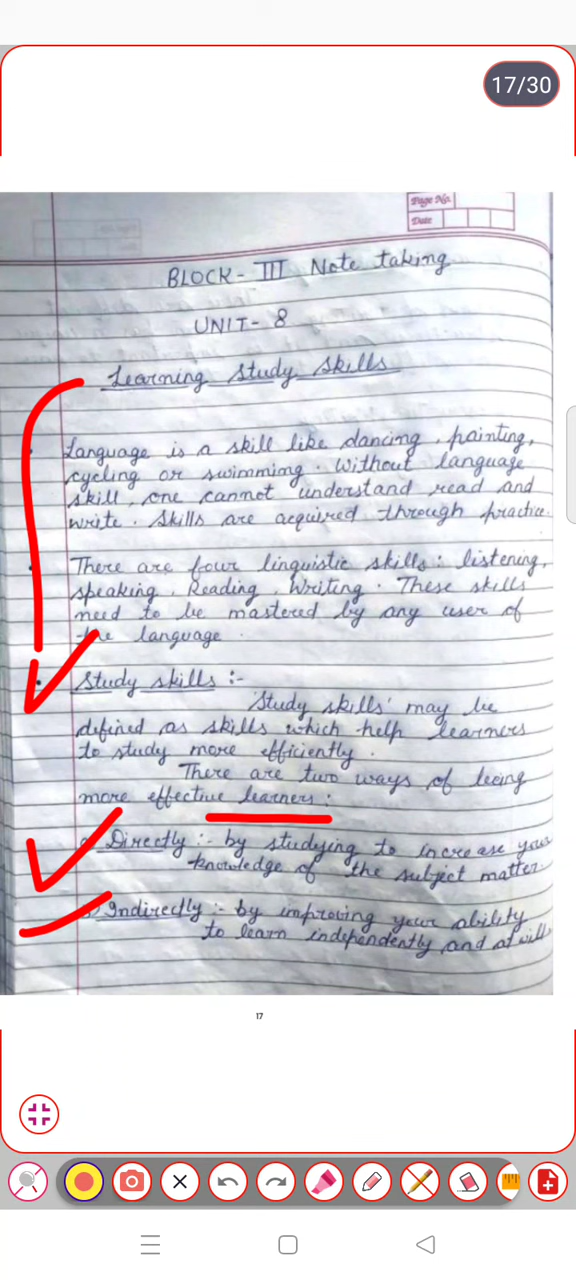 17/30
Page No.
Date
BLOCK - III Note taking
UNIT - 8
Learning Study Skills
Language is a skill like dancing, painting,
cycling or swimming. Without language
skill, one cannot understand read and
write. Skills are acquired through practice.
There are four linguistic skills: listening,
speaking, Reading, Writing. These skills
need to be mastered by any user of
the language.
Study skills :-
'Study skills' may be
defined as skills which help learners
to study more efficiently.
There are two ways of being
more effective learners:
Directly :- by studying to increase your
knowledge of the subject matter.
Indirectly :- by improving your ability
to learn independently and at will.
17